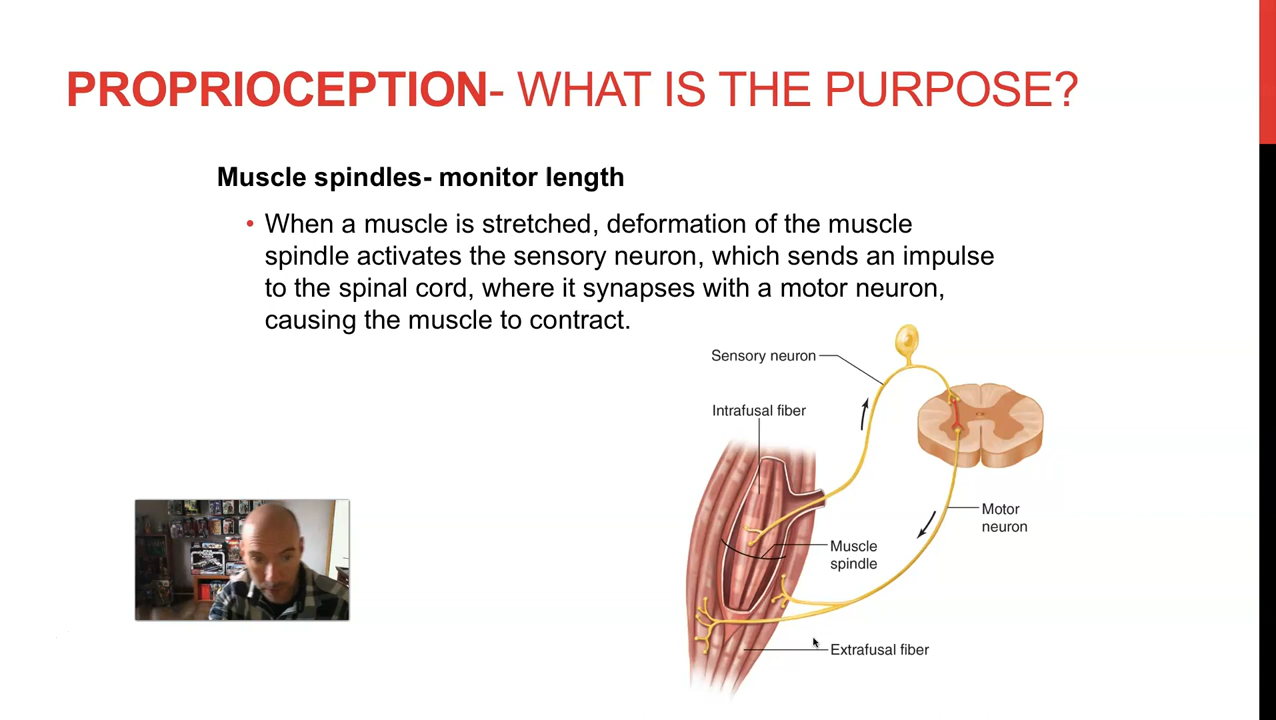 PROPRIOCEPTION- WHAT IS THE PURPOSE?
Muscle spindles- monitor length
• When a muscle is stretched, deformation of the muscle
spindle activates the sensory neuron, which sends an impulse
to the spinal cord, where it synapses with a motor neuron,
causing the muscle to contract.
Sensory neuron
Intrafusal fiber
Motor
neuron
Muscle
spindle
Extrafusal fiber